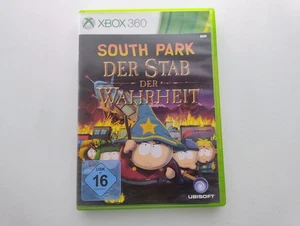 XBOX 360
SOUTH PARK
DER STAB
DER
WAHRHEIT
USK
16
UBISOFT